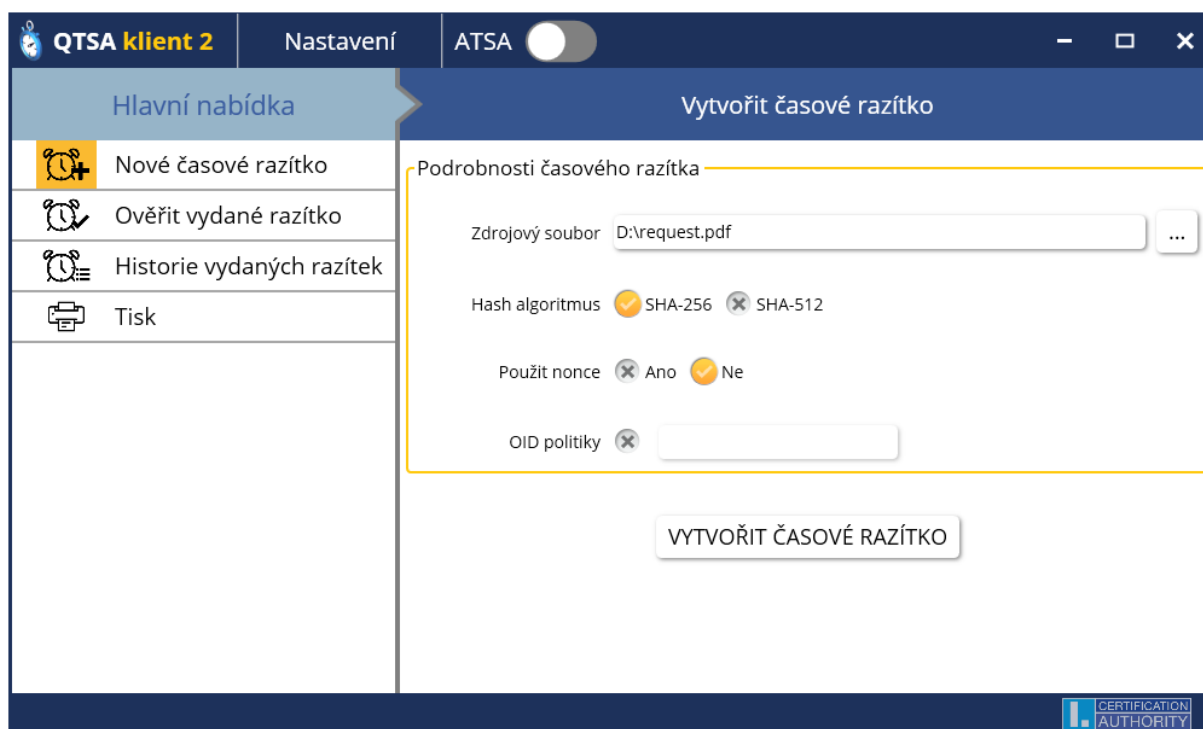 QTSA klient 2
Nastavení
ATSA
Hlavní nabídka
Vytvořit časové razítko
Nové časové razítko
Ověřit vydané razítko
Historie vydaných razítek
Tisk
Podrobnosti časového razítka
Zdrojový soubor D:\request.pdf ...
Hash algoritmus SHA-256 SHA-512
Použit nonce Ano Ne
OID politiky
VYTVOŘIT ČASOVÉ RAZÍTKO
I.
CERTIFICATION
AUTHORITY